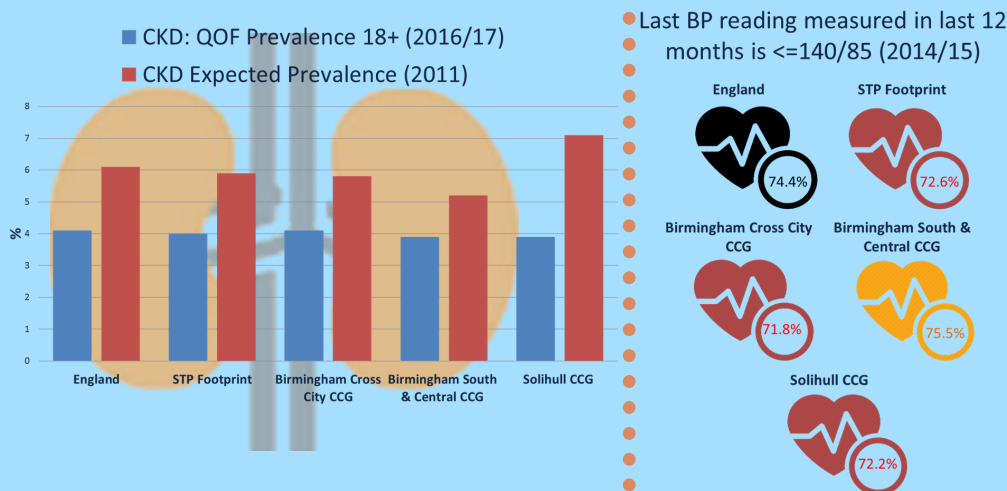 CKD: QOF Prevalence 18+ (2016/17)
CKD Expected Prevalence (2011)
%
8
7
6
5
4
3
2
1
0
England
STP Footprint
Birmingham Cross
City CCG
Birmingham South
& Central CCG
Solihull CCG
Last BP reading measured in last 12
months is <=140/85 (2014/15)
England
74.4%
STP Footprint
72.6%
Birmingham Cross City
CCG
71.8%
Birmingham South &
Central CCG
75.5%
Solihull CCG
72.2%